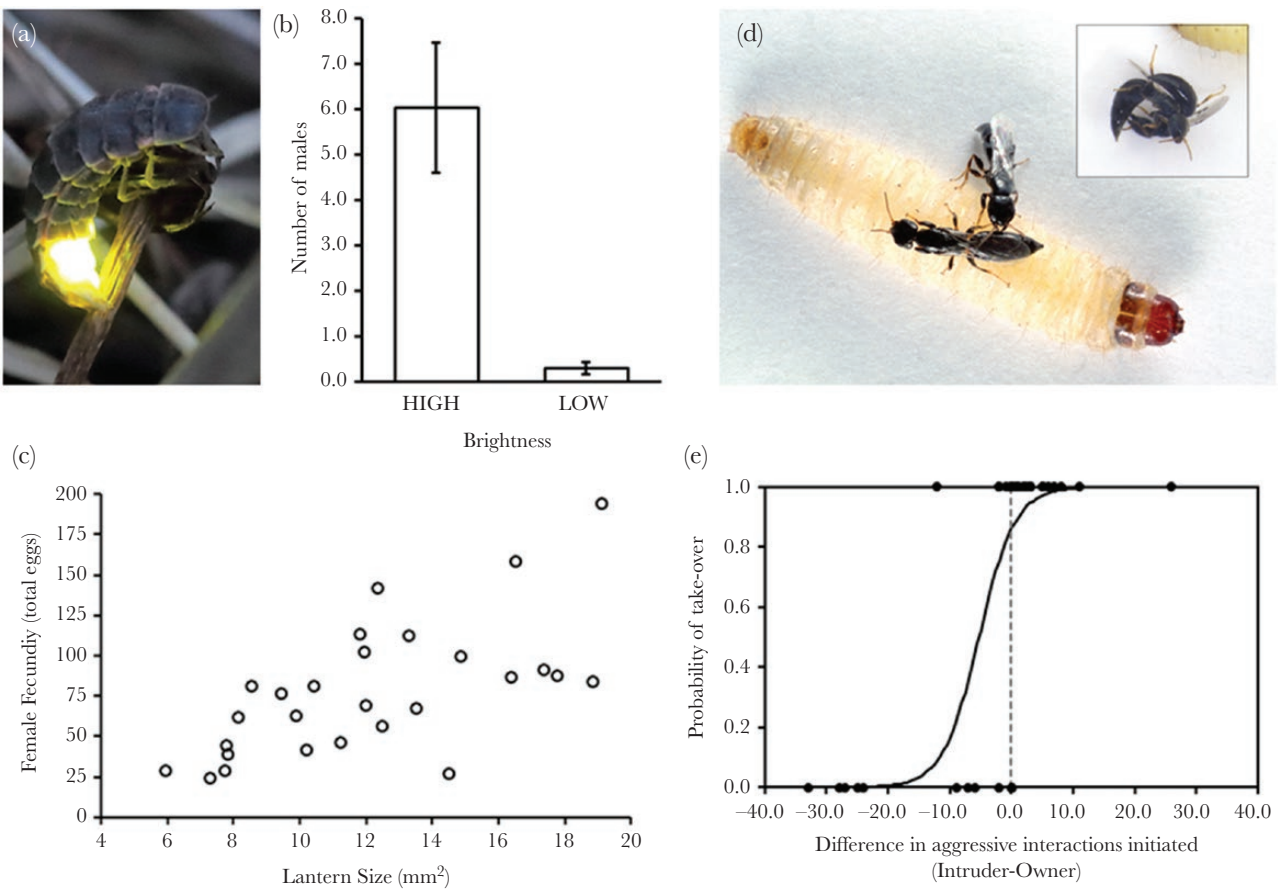 (a)
(b)
8.0
7.0
6.0
5.0
4.0
3.0
2.0
1.0
0.0
Number of males
HIGH LOW
Brightness
(c)
200
175
150
125
100
75
50
25
0
Female Fecundiy (total eggs)
4 6 8 10 12 14 16 18 20
Lantern Size (mm²)
(d)
(e)
1.0
0.8
0.6
0.4
0.2
0.0
Probability of take-over
–40.0 –30.0 –20.0 –10.0 0.0 10.0 20.0 30.0 40.0
Difference in aggressive interactions initiated
(Intruder-Owner)